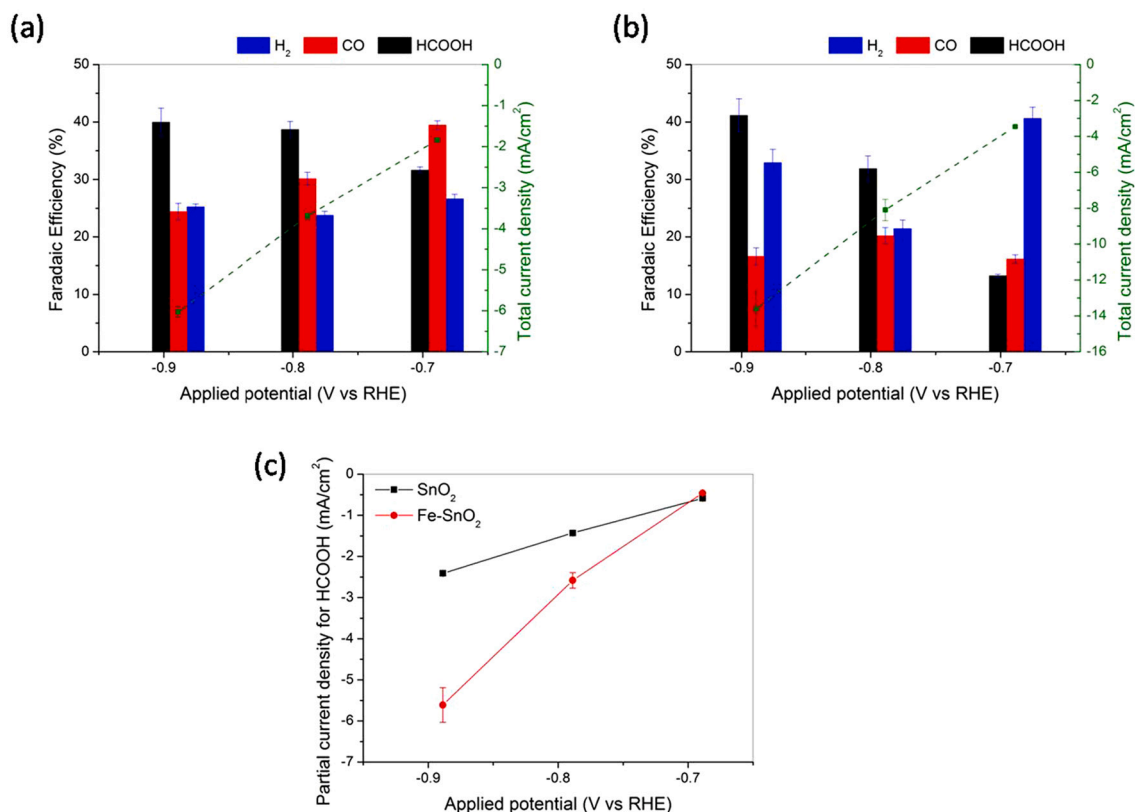 (a)
H₂ CO HCOOH
Faradaic Efficiency (%)
50
40
30
20
10
0
-0.9 -0.8 -0.7
Applied potential (V vs RHE)
0
-1
-2
-3
-4
-5
-6
-7
Total current density (mA/cm²)
(b)
H₂ CO HCOOH
Faradaic Efficiency (%)
50
40
30
20
10
0
-0.9 -0.8 -0.7
Applied potential (V vs RHE)
0
-2
-4
-6
-8
-10
-12
-14
-16
Total current density (mA/cm²)
(c)
SnO₂
Fe-SnO₂
Partial current density for HCOOH (mA/cm²)
0
-1
-2
-3
-4
-5
-6
-7
-0.9 -0.8 -0.7
Applied potential (V vs RHE)